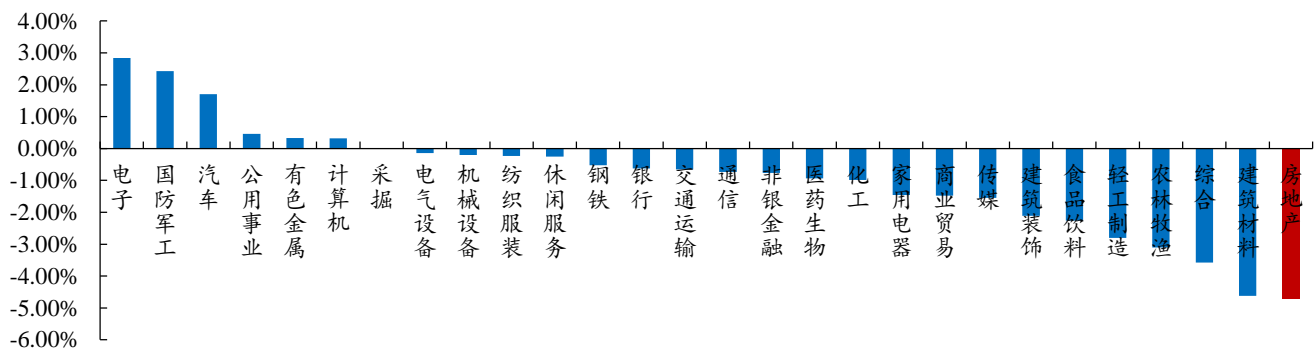 4.00%
3.00%
2.00%
1.00%
0.00%
-1.00%
-2.00%
-3.00%
-4.00%
-5.00%
-6.00%
电子
国防军工
汽车
公用事业
有色金属
计算机
采掘
电气设备
机械设备
纺织服装
休闲服务
钢铁
银行
交通运输
通信
非银金融
医药生物
化工
家用电器
商业贸易
传媒
建筑装饰
食品饮料
轻工制造
农林牧渔
综合
建筑材料
房地产